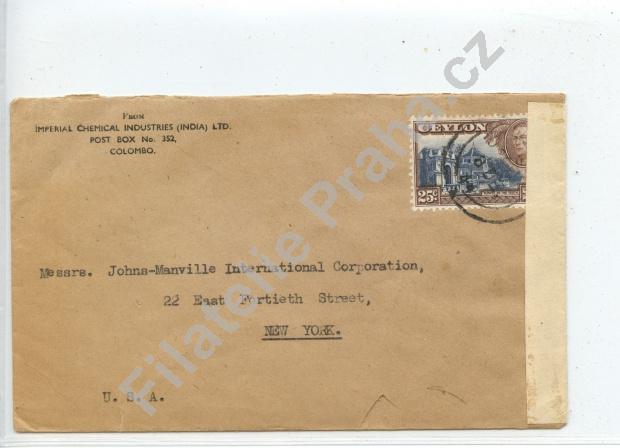 From
IMPERIAL CHEMICAL INDUSTRIES (INDIA) LTD.
POST BOX No. 352,
COLOMBO.
CEYLON
25c
Messrs. Johns-Manville International Corporation,
22 East Fortieth Street,
NEW YORK.
U. S. A.
Filatelie Praha.cz